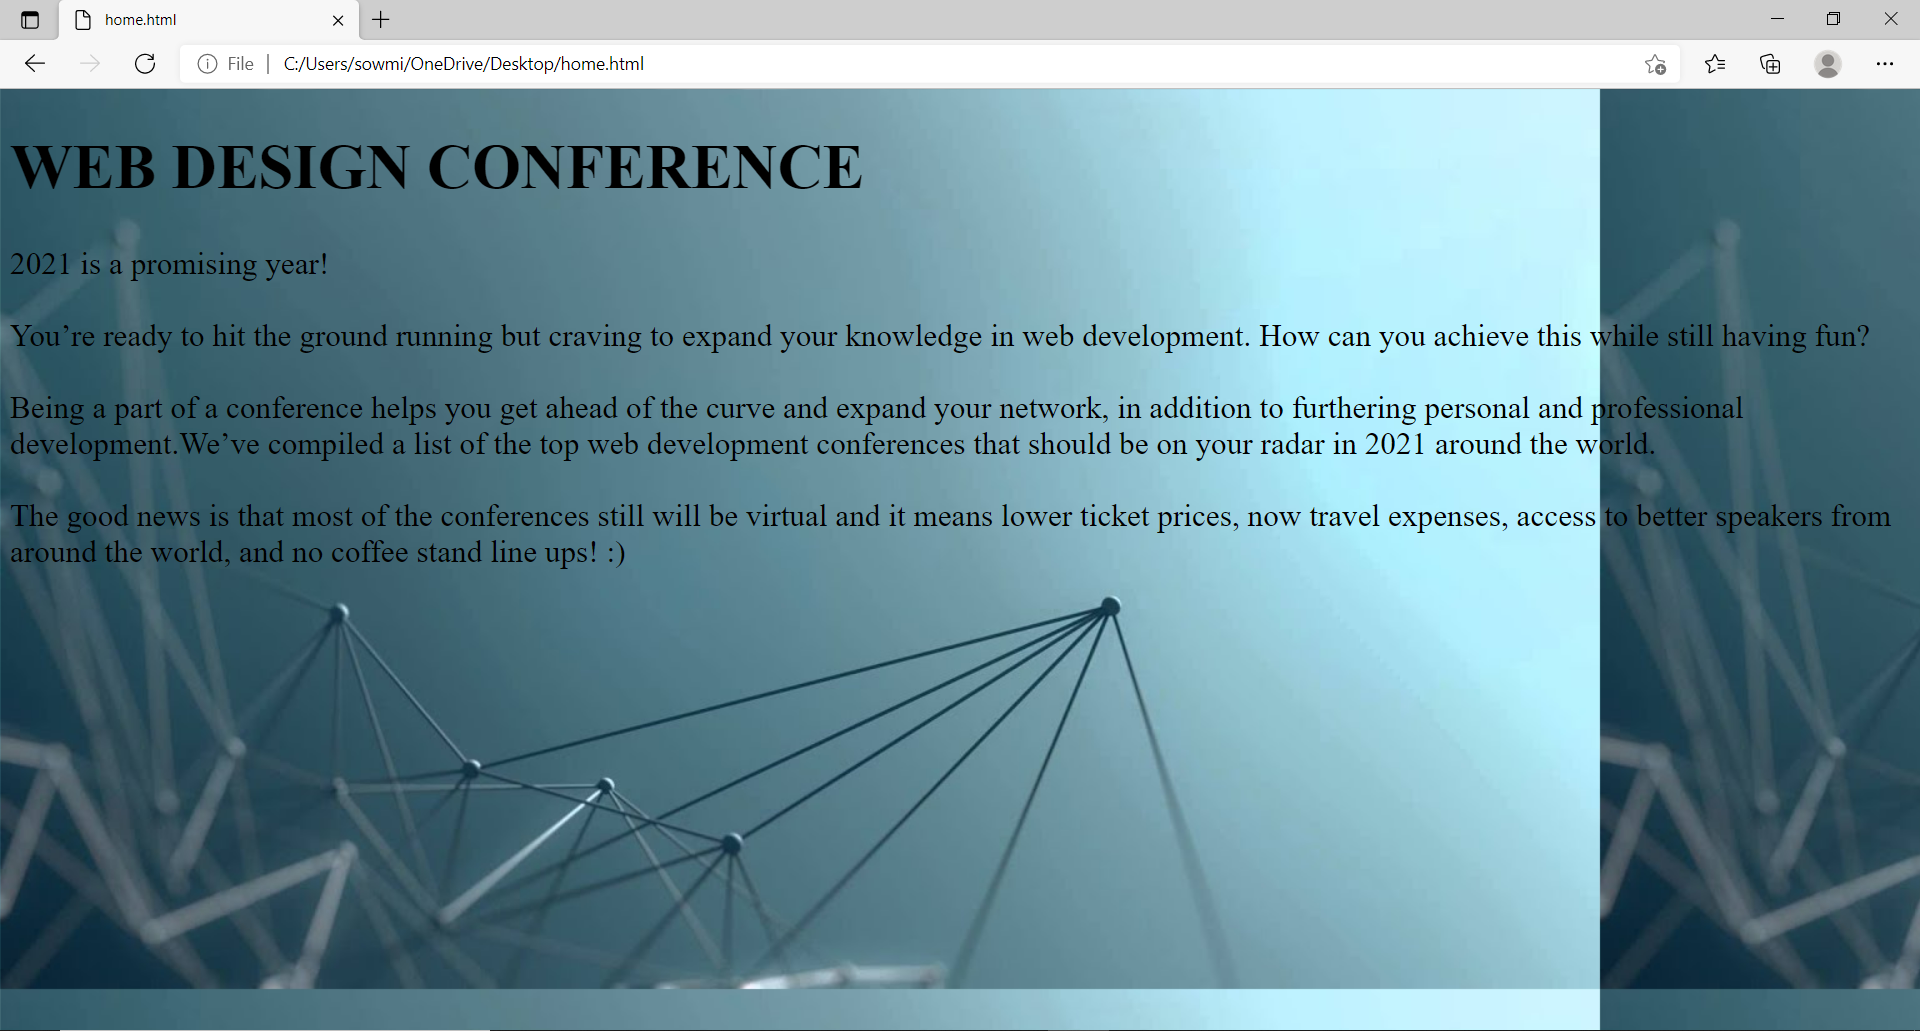 home.html
File
C:/Users/sowmi/OneDrive/Desktop/home.html
WEB DESIGN CONFERENCE
2021 is a promising year!
You’re ready to hit the ground running but craving to expand your knowledge in web development. How can you achieve this while still having fun?
Being a part of a conference helps you get ahead of the curve and expand your network, in addition to furthering personal and professional
development.We’ve compiled a list of the top web development conferences that should be on your radar in 2021 around the world.
The good news is that most of the conferences still will be virtual and it means lower ticket prices, now travel expenses, access to better speakers from
around the world, and no coffee stand line ups! :)